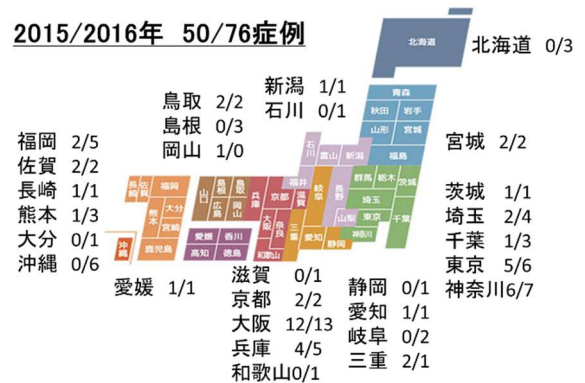 2015/2016年 50/76症例
北海道 0/3
新潟 1/1
石川 0/1
鳥取 2/2
島根 0/3
岡山 1/0
福岡 2/5
佐賀 2/2
長崎 1/1
熊本 1/3
大分 0/1
沖縄 0/6
宮城 2/2
茨城 1/1
埼玉 2/4
千葉 1/3
東京 5/6
神奈川6/7
愛媛 1/1
滋賀 0/1
京都 2/2
大阪 12/13
兵庫 4/5
和歌山0/1
静岡 0/1
愛知 1/1
岐阜 0/2
三重 2/1
北海道
青森
秋田 岩手
山形 宮城
福島
石川
富山 新潟
福井
岐阜
長野
山梨
群馬 栃木
茨城
埼玉
東京
千葉
神奈川
静岡
愛知
三重
滋賀
京都
兵庫
大阪
奈良
和歌山
鳥取
島根
岡山
広島
山口
愛媛 香川
高知 徳島
福岡
佐賀
長崎
大分
熊本
宮崎
鹿児島
沖縄